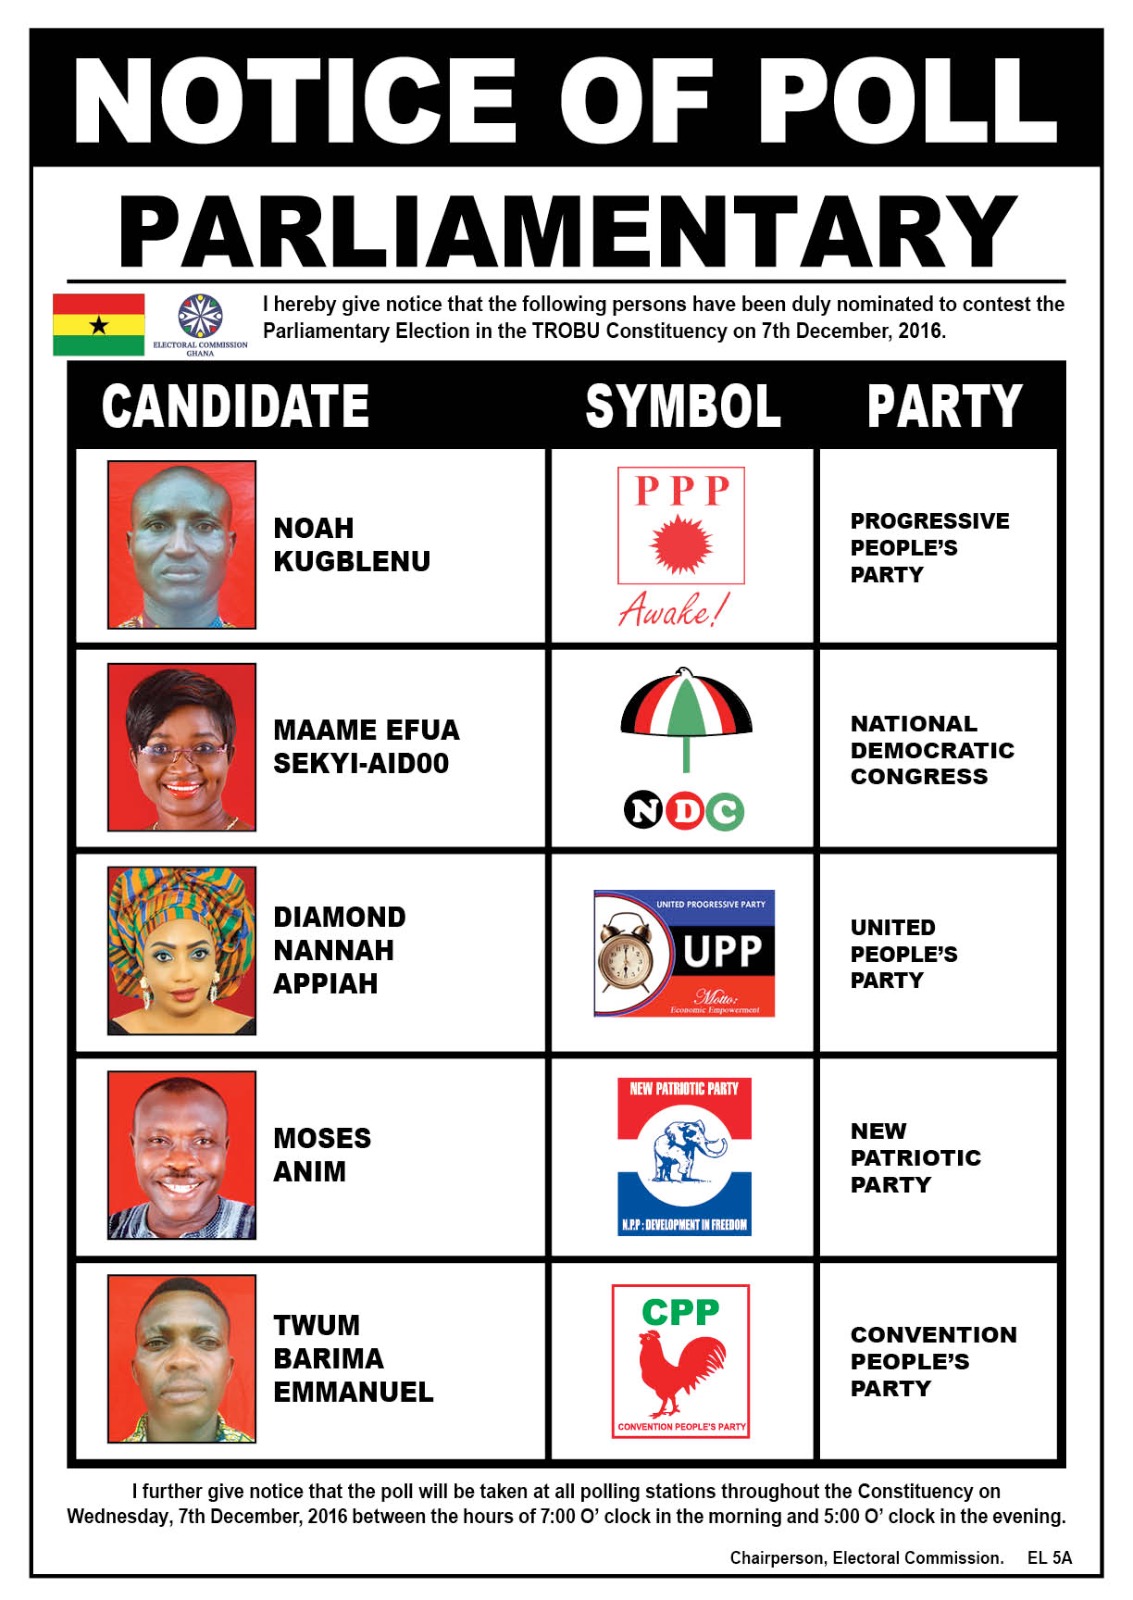 NOTICE OF POLL
PARLIAMENTARY
I hereby give notice that the following persons have been duly nominated to contest the
Parliamentary Election in the TROBU Constituency on 7th December, 2016.
ELECTORAL COMMISSION
GHANA
CANDIDATE SYMBOL PARTY
NOAH
KUGBLENU
P P P
Awake!
PROGRESSIVE
PEOPLE’S
PARTY
MAAME EFUA
SEKYI-AID00
NDC
NATIONAL
DEMOCRATIC
CONGRESS
DIAMOND
NANNAH
APPIAH
UNITED PROGRESSIVE PARTY
UPP
Motto:
Economic Empowerment
UNITED
PEOPLE’S
PARTY
MOSES
ANIM
NEW PATRIOTIC PARTY
N.P.P : DEVELOPMENT IN FREEDOM
NEW
PATRIOTIC
PARTY
TWUM
BARIMA
EMMANUEL
CPP
CONVENTION PEOPLE'S PARTY
CONVENTION
PEOPLE’S
PARTY
I further give notice that the poll will be taken at all polling stations throughout the Constituency on
Wednesday, 7th December, 2016 between the hours of 7:00 O’ clock in the morning and 5:00 O’ clock in the evening.
Chairperson, Electoral Commission. EL 5A